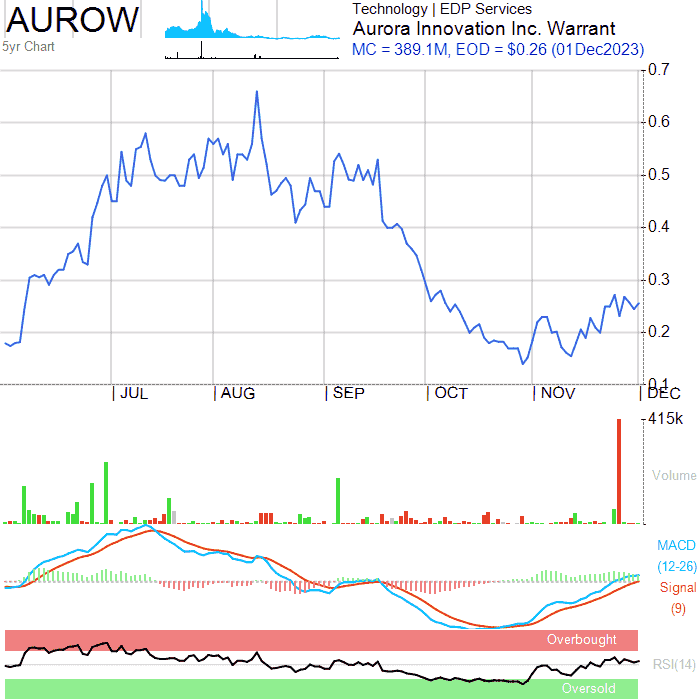 AUROW
5yr Chart
Technology | EDP Services
Aurora Innovation Inc. Warrant
MC = 389.1M, EOD = $0.26 (01Dec2023)
0.7
0.6
0.5
0.4
0.3
0.2
0.1
JUL
AUG
SEP
OCT
NOV
DEC
415k
Volume
MACD
(12-26)
Signal
(9)
Overbought
RSI(14)
Oversold